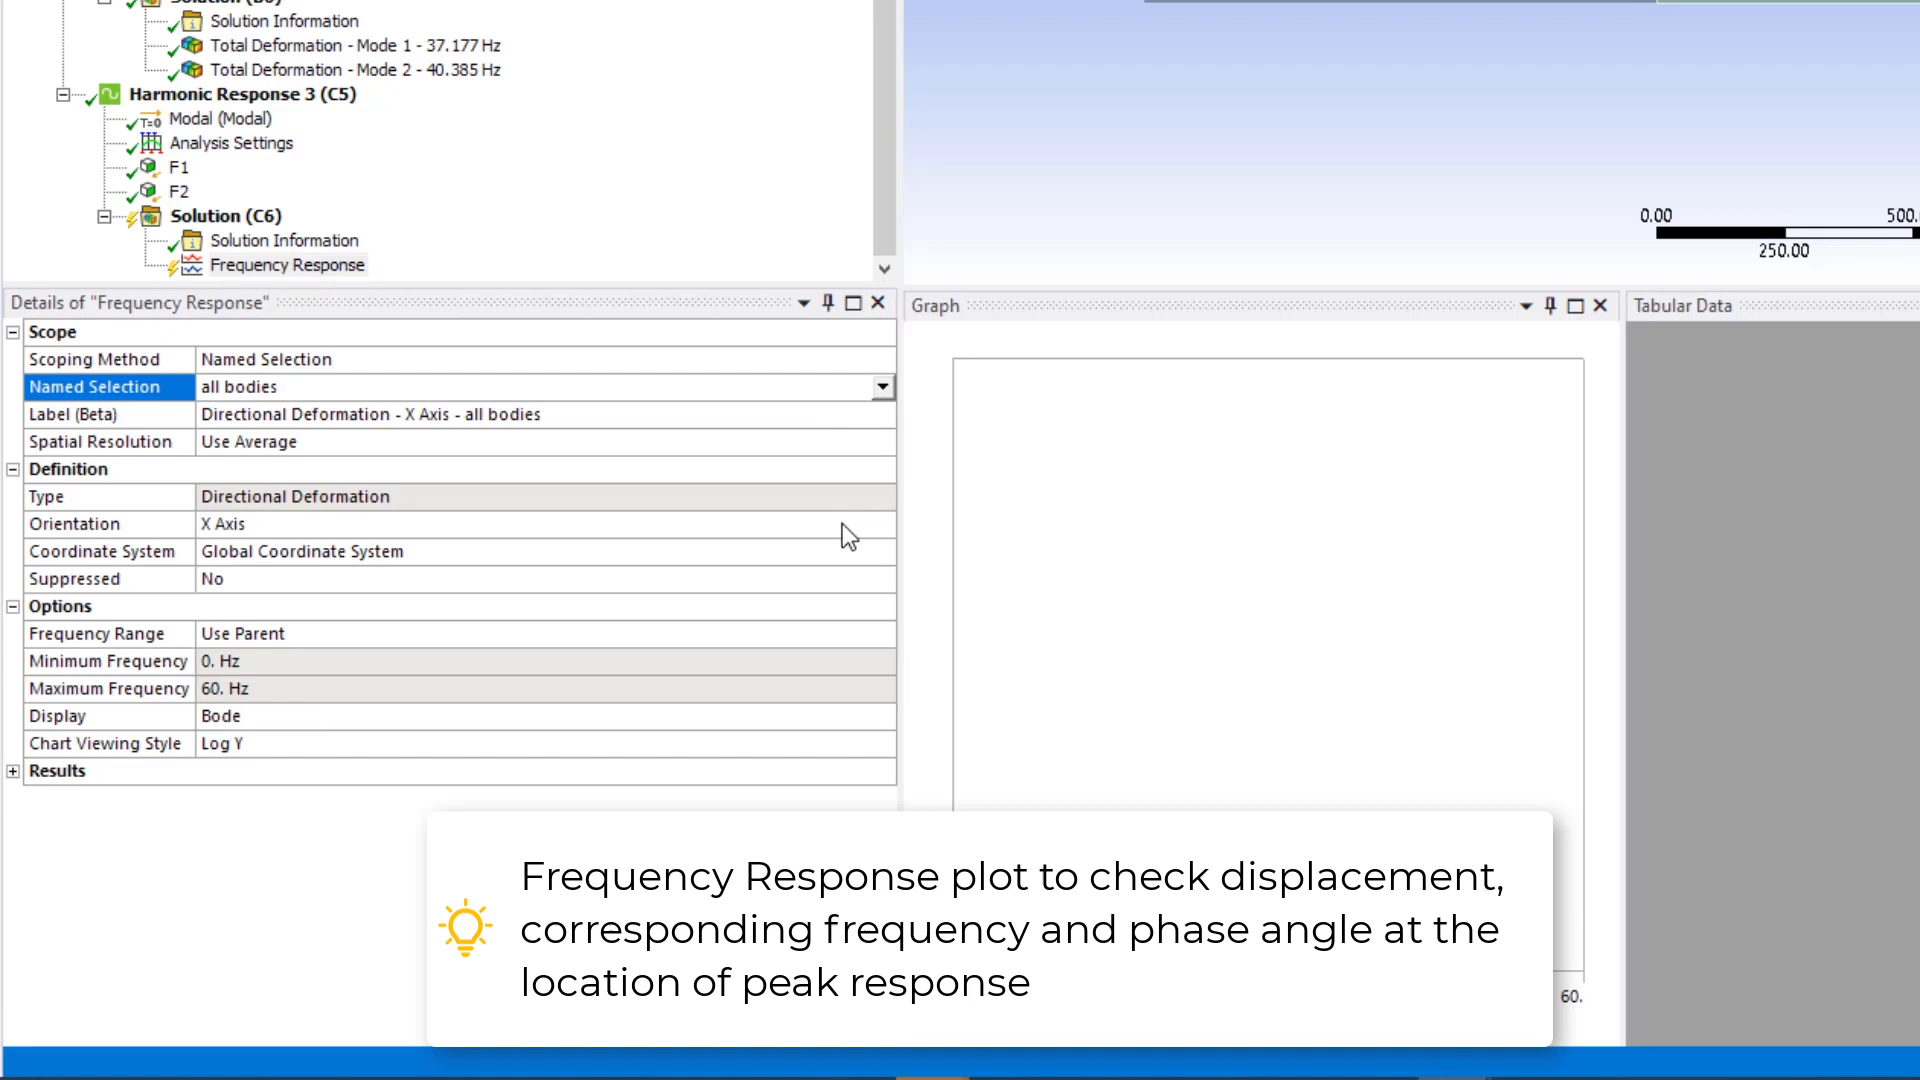 Solution Information
Total Deformation - Mode 1 - 37.177 Hz
Total Deformation - Mode 2 - 40.385 Hz
Harmonic Response 3 (C5)
T=0 Modal (Modal)
Analysis Settings
F1
F2
Solution (C6)
Solution Information
Frequency Response
0.00
500.
250.00
Details of "Frequency Response"
Scope
Scoping Method Named Selection
Named Selection all bodies
Label (Beta) Directional Deformation - X Axis - all bodies
Spatial Resolution Use Average
Definition
Type Directional Deformation
Orientation X Axis
Coordinate System Global Coordinate System
Suppressed No
Options
Frequency Range Use Parent
Minimum Frequency 0. Hz
Maximum Frequency 60. Hz
Display Bode
Chart Viewing Style Log Y
Results
Graph
Tabular Data
60.
Frequency Response plot to check displacement,
corresponding frequency and phase angle at the
location of peak response